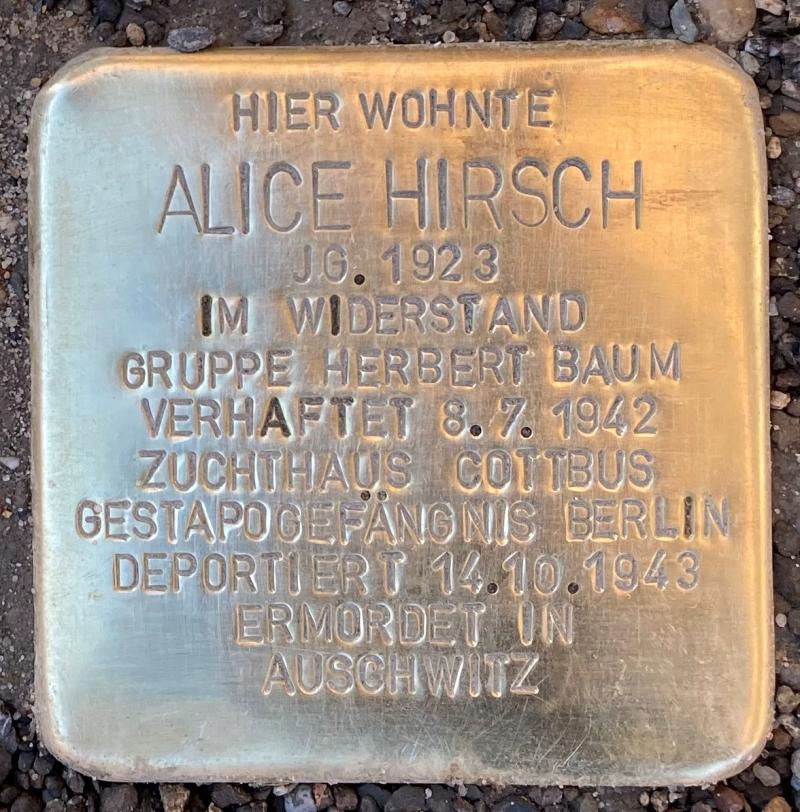 HIER WOHNTE
ALICE HIRSCH
JG. 1923
IM WIDERSTAND
GRUPPE HERBERT BAUM
VERHAFTET 8. 7. 1942
ZUCHTHAUS COTTBUS
GESTAPOGEFÄNGNIS BERLIN
DEPORTIERT 14.10.1943
ERMORDET IN
AUSCHWITZ